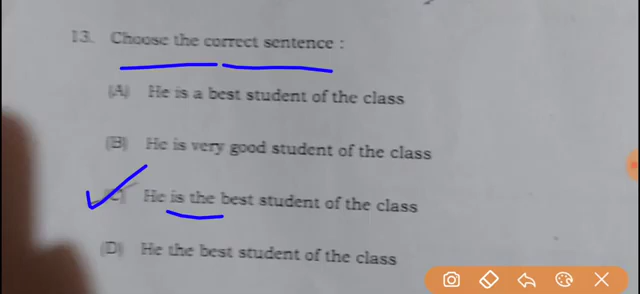 13. Choose the correct sentence :
(A) He is a best student of the class
(B) He is very good student of the class
(C) He is the best student of the class
(D) He the best student of the class